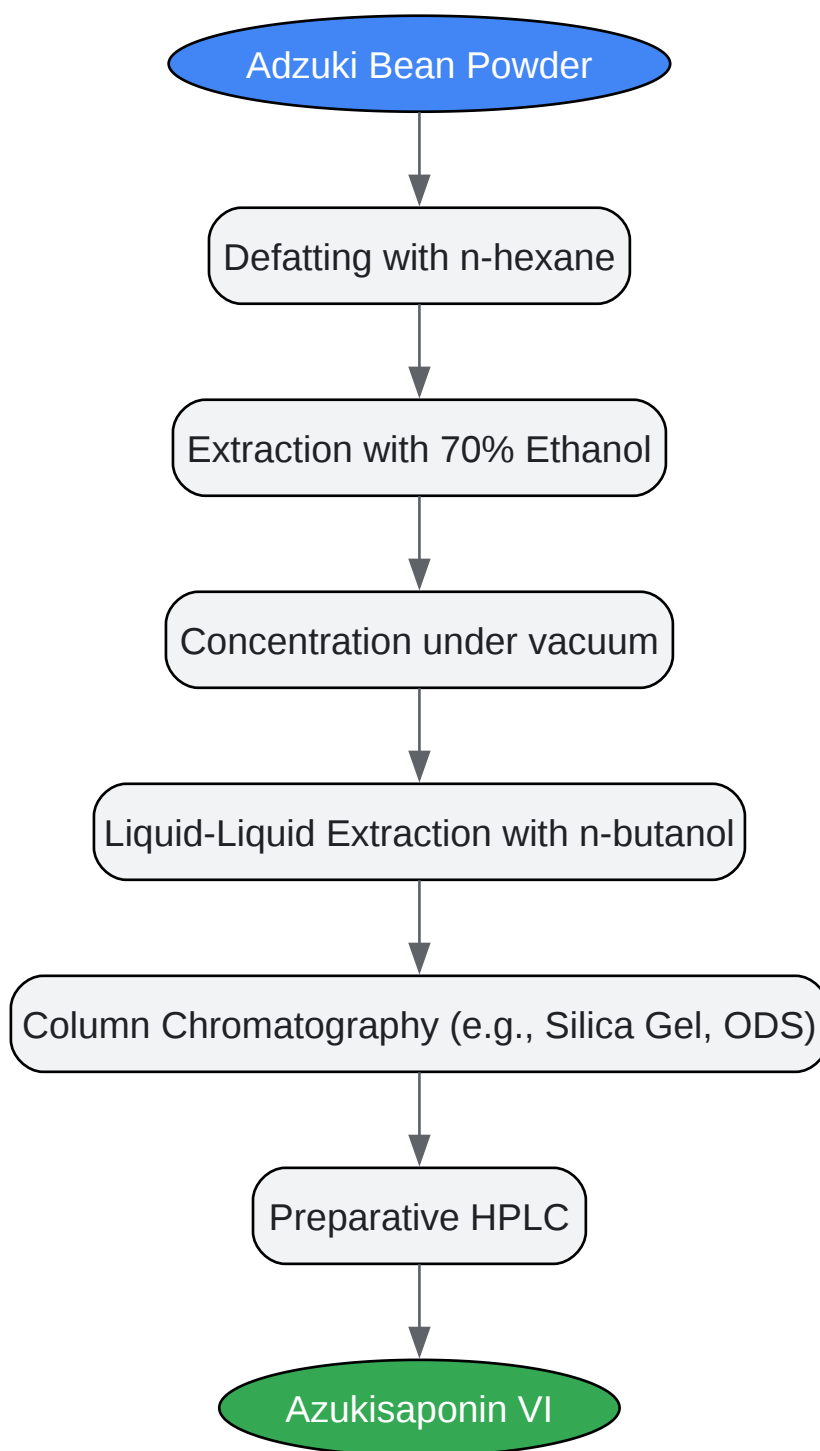 Adzuki Bean Powder
Defatting with n-hexane
Extraction with 70% Ethanol
Concentration under vacuum
Liquid-Liquid Extraction with n-butanol
Column Chromatography (e.g., Silica Gel, ODS)
Preparative HPLC
Azukisaponin VI